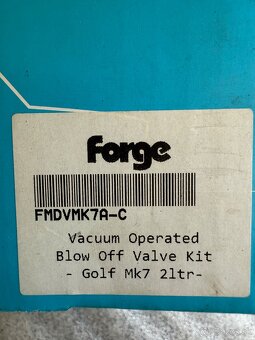 forge
FMDVMK7A-C
Vacuum Operated
Blow Off Valve Kit
- Golf Mk7 2ltr-